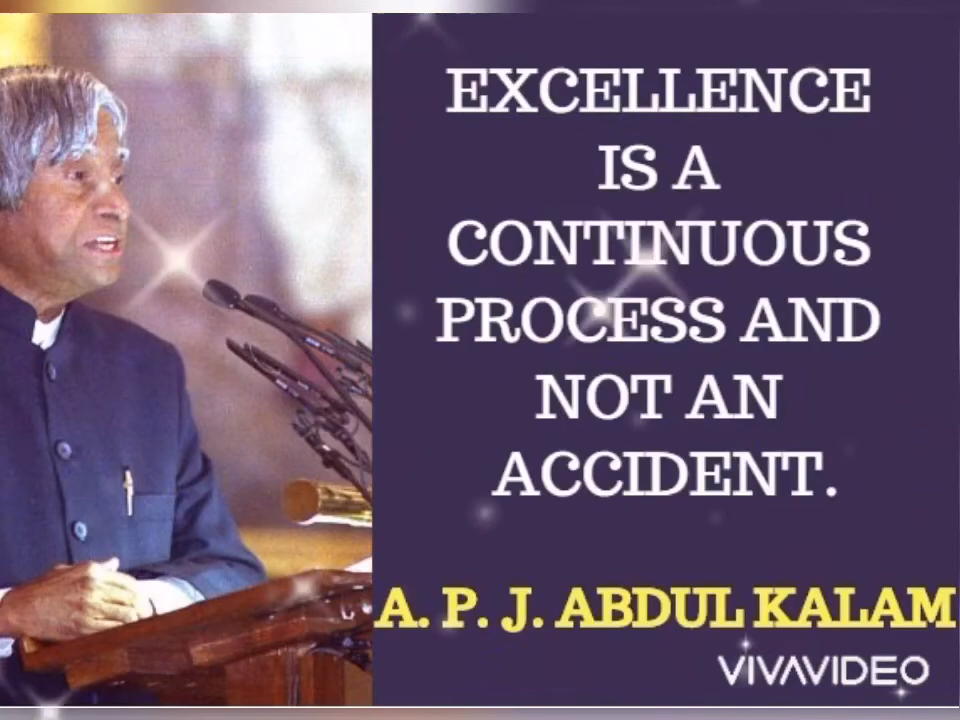 EXCELLENCE
IS A
CONTINUOUS
PROCESS AND
NOT AN
ACCIDENT.
A. P. J. ABDUL KALAM
VIVAVIDEO